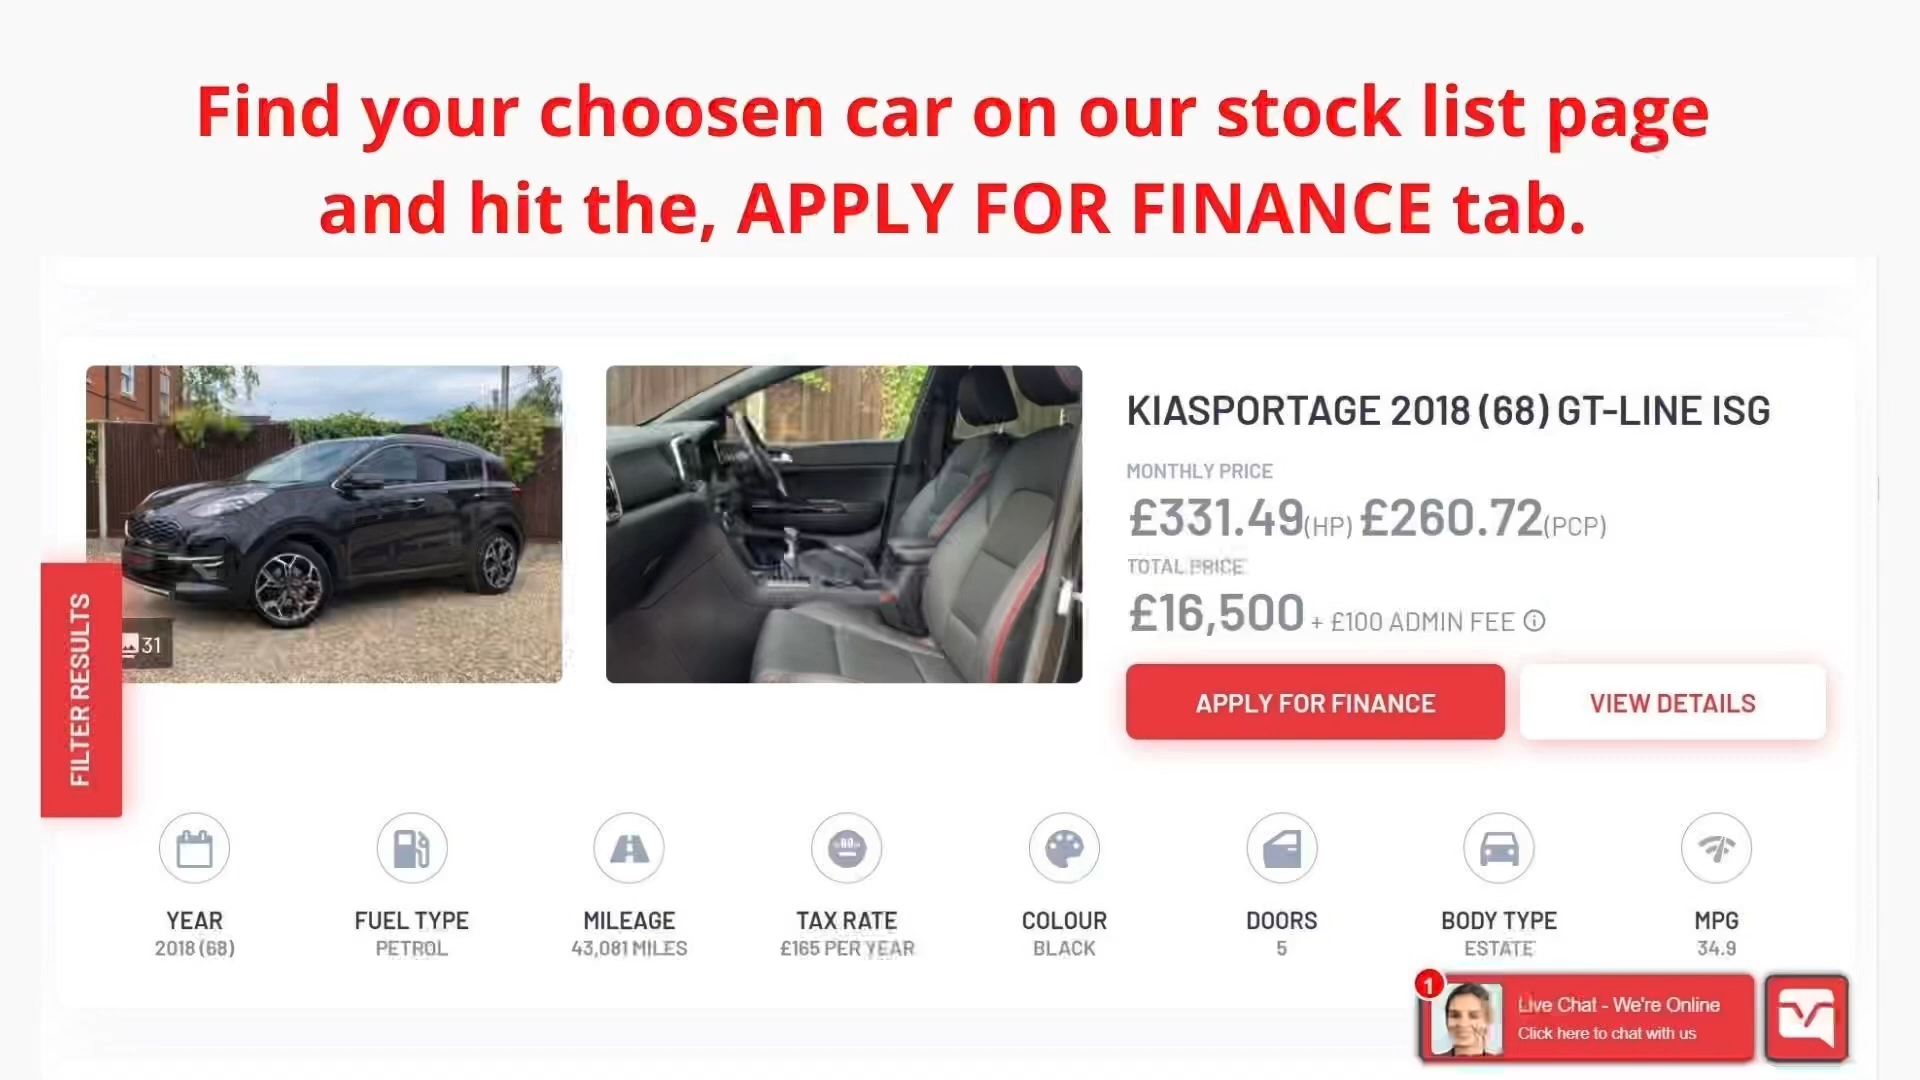 Find your choosen car on our stock list page
and hit the, APPLY FOR FINANCE tab.
KIASPORTAGE 2018 (68) GT-LINE ISG
MONTHLY PRICE
£331.49(HP) £260.72(PCP)
TOTAL PRICE
£16,500 + £100 ADMIN FEE
APPLY FOR FINANCE VIEW DETAILS
31
FILTER RESULTS
YEAR FUEL TYPE MILEAGE TAX RATE COLOUR DOORS BODY TYPE MPG
2018 (68) PETROL 43,081 MILES £165 PER YEAR BLACK 5 ESTATE 34.9
1
Live Chat - We're Online
Click here to chat with us